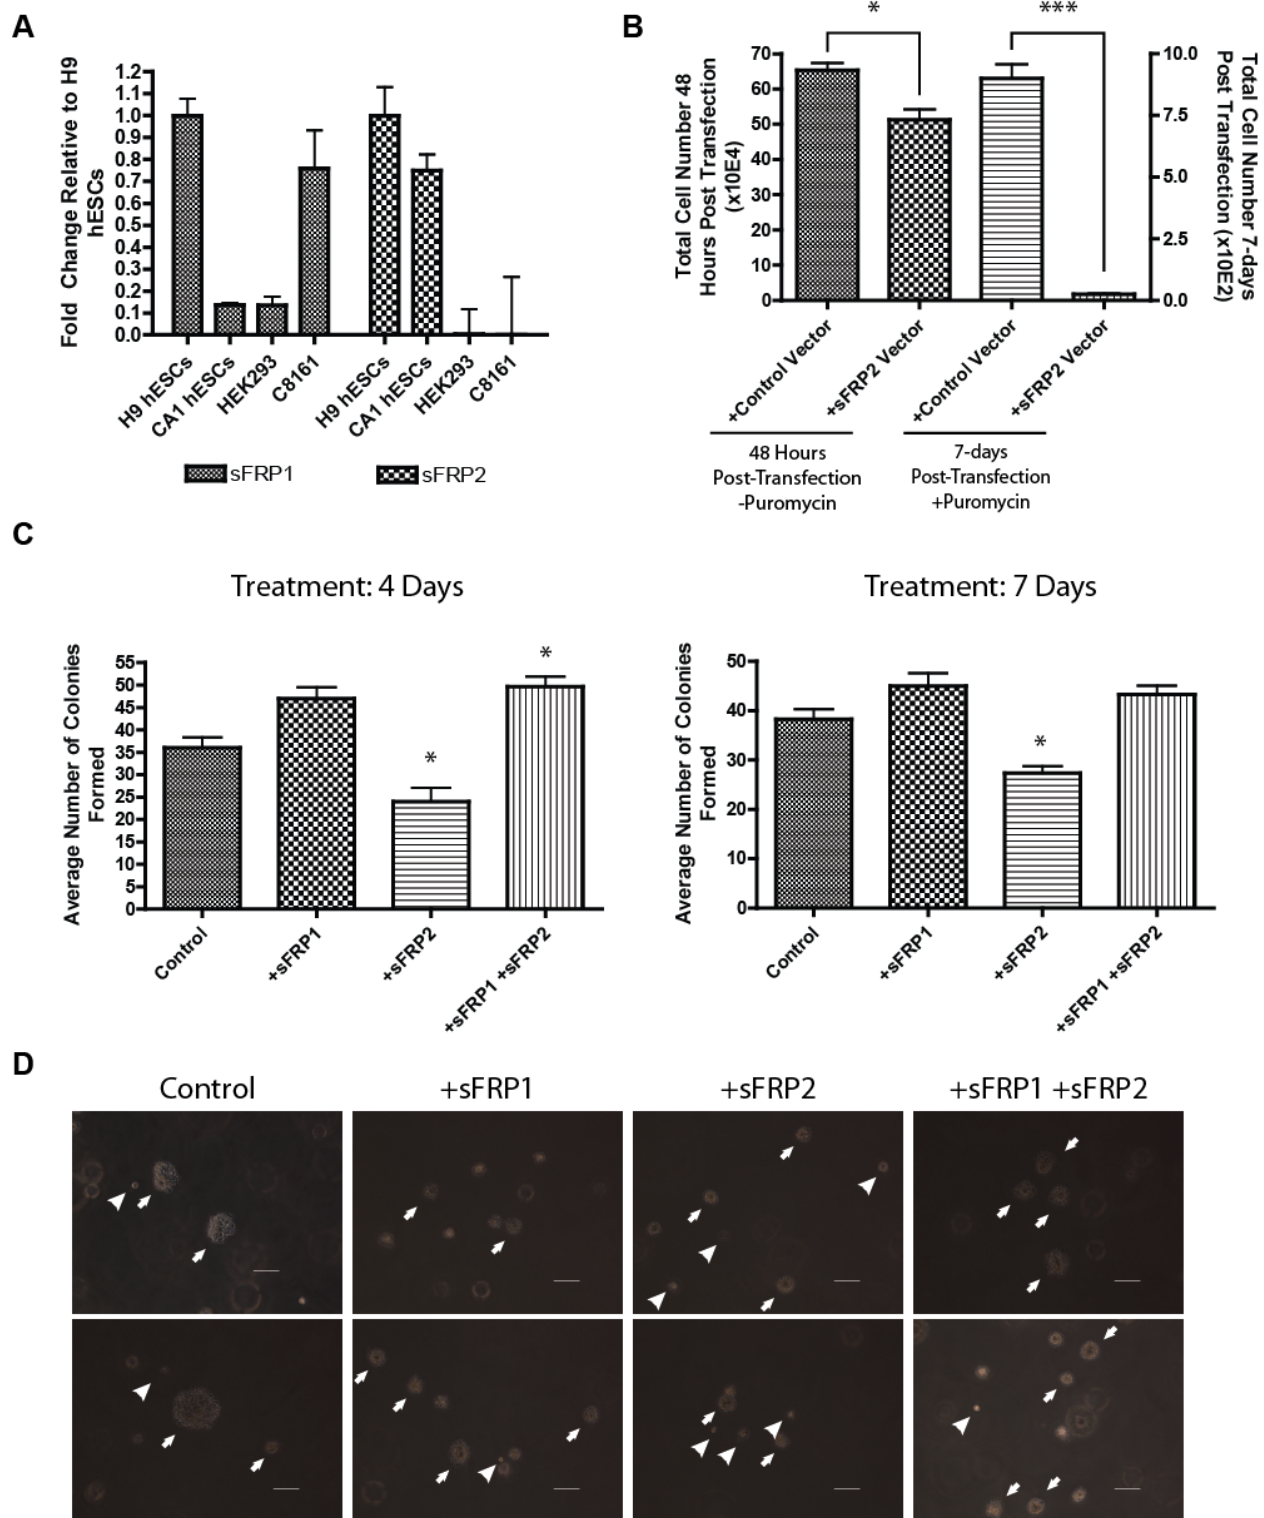 A
Fold Change Relative to H9
hESCs
1.2
1.1
1.0
0.9
0.8
0.7
0.6
0.5
0.4
0.3
0.2
0.1
0.0
H9 hESCs
CA1 hESCs
HEK293
C8161
H9 hESCs
CA1 hESCs
HEK293
C8161
sFRP1
sFRP2
B
*
***
Total Cell Number 48
Hours Post Transfection
(x10E4)
70
60
50
40
30
20
10
0
10.0
7.5
5.0
2.5
0.0
Total Cell Number 7-days
Post Transfection (x10E2)
+Control Vector
+sFRP2 Vector
+Control Vector
+sFRP2 Vector
48 Hours
Post-Transfection
-Puromycin
7-days
Post-Transfection
+Puromycin
C
Treatment: 4 Days
Average Number of Colonies
Formed
55
50
45
40
35
30
25
20
15
10
5
0
*
*
Control
+sFRP1
+sFRP2
+sFRP1 +sFRP2
Treatment: 7 Days
Average Number of Colonies
Formed
50
40
30
20
10
0
*
Control
+sFRP1
+sFRP2
+sFRP1 +sFRP2
D
Control
+sFRP1
+sFRP2
+sFRP1 +sFRP2